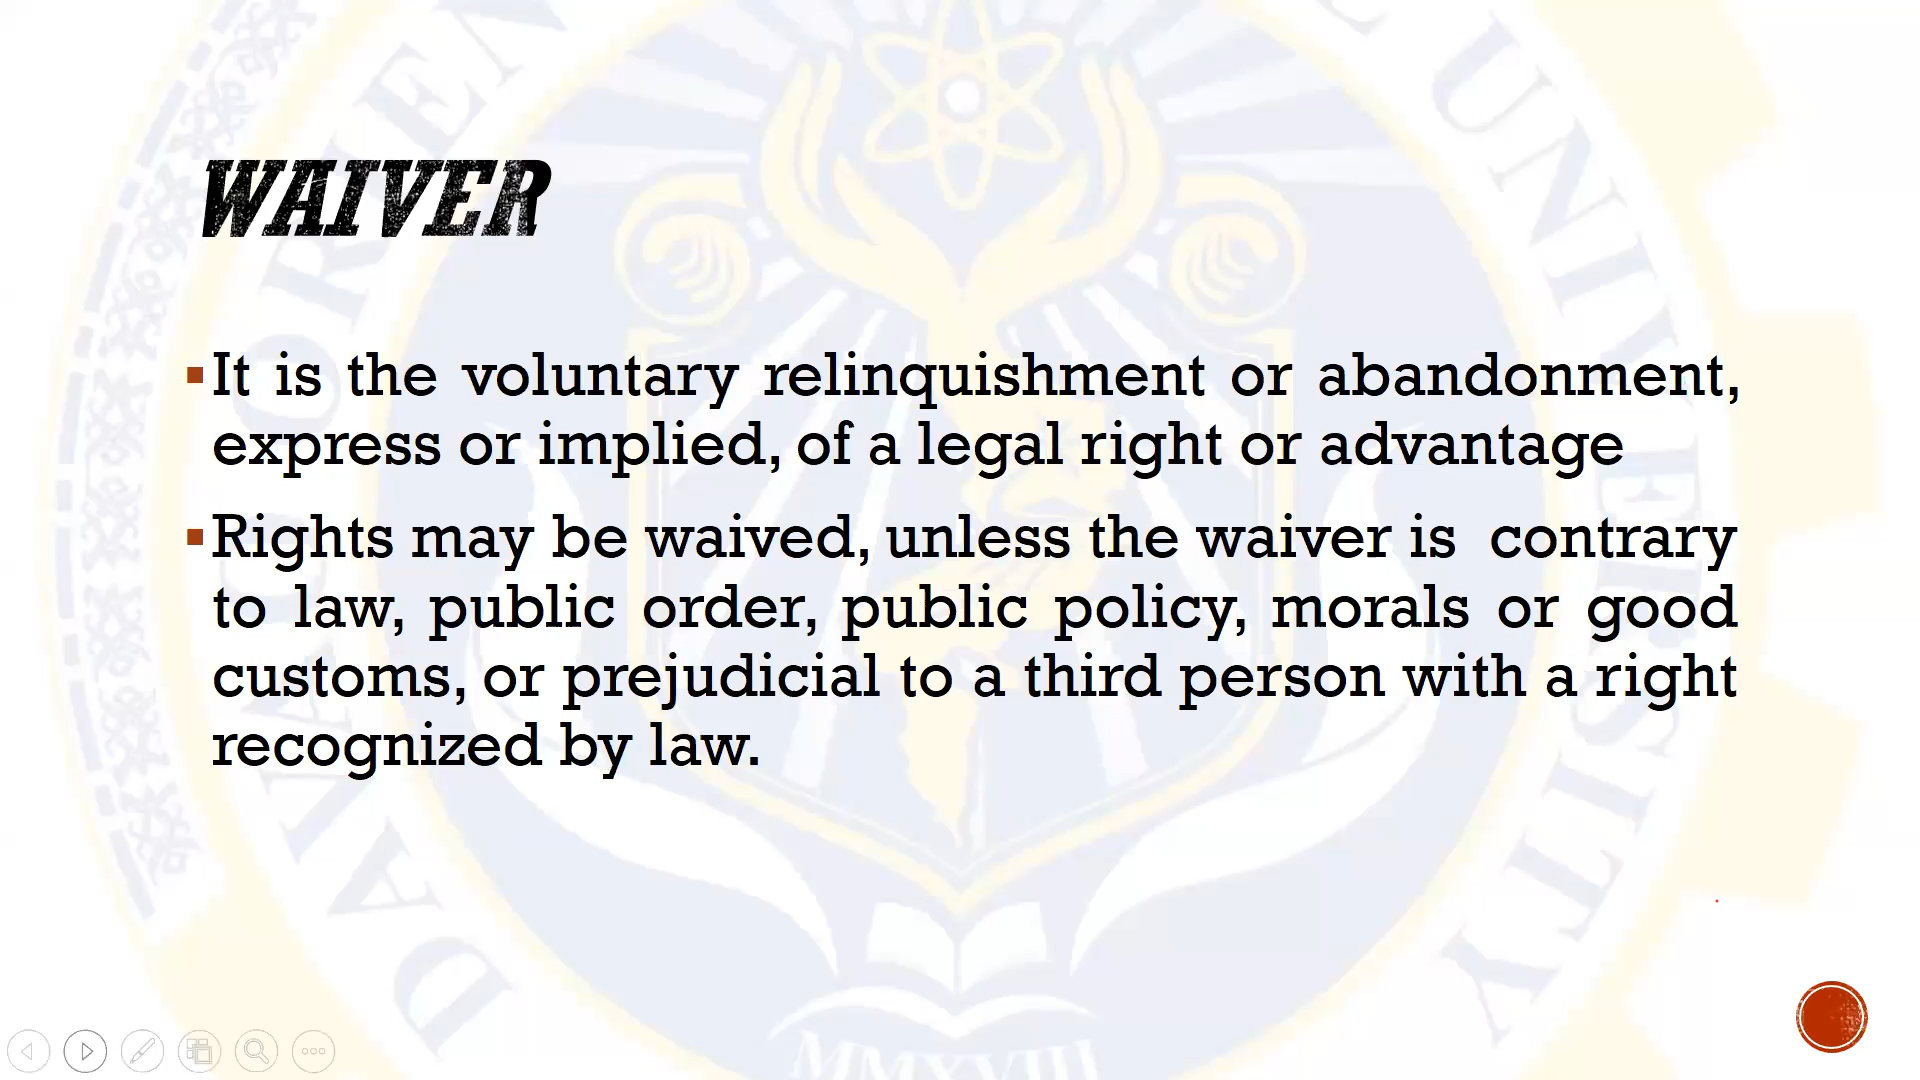 WAIVER
It is the voluntary relinquishment or abandonment,
express or implied, of a legal right or advantage
Rights may be waived, unless the waiver is contrary
to law, public order, public policy, morals or good
customs, or prejudicial to a third person with a right
recognized by law.
UNIVERSITY
MMXVIII